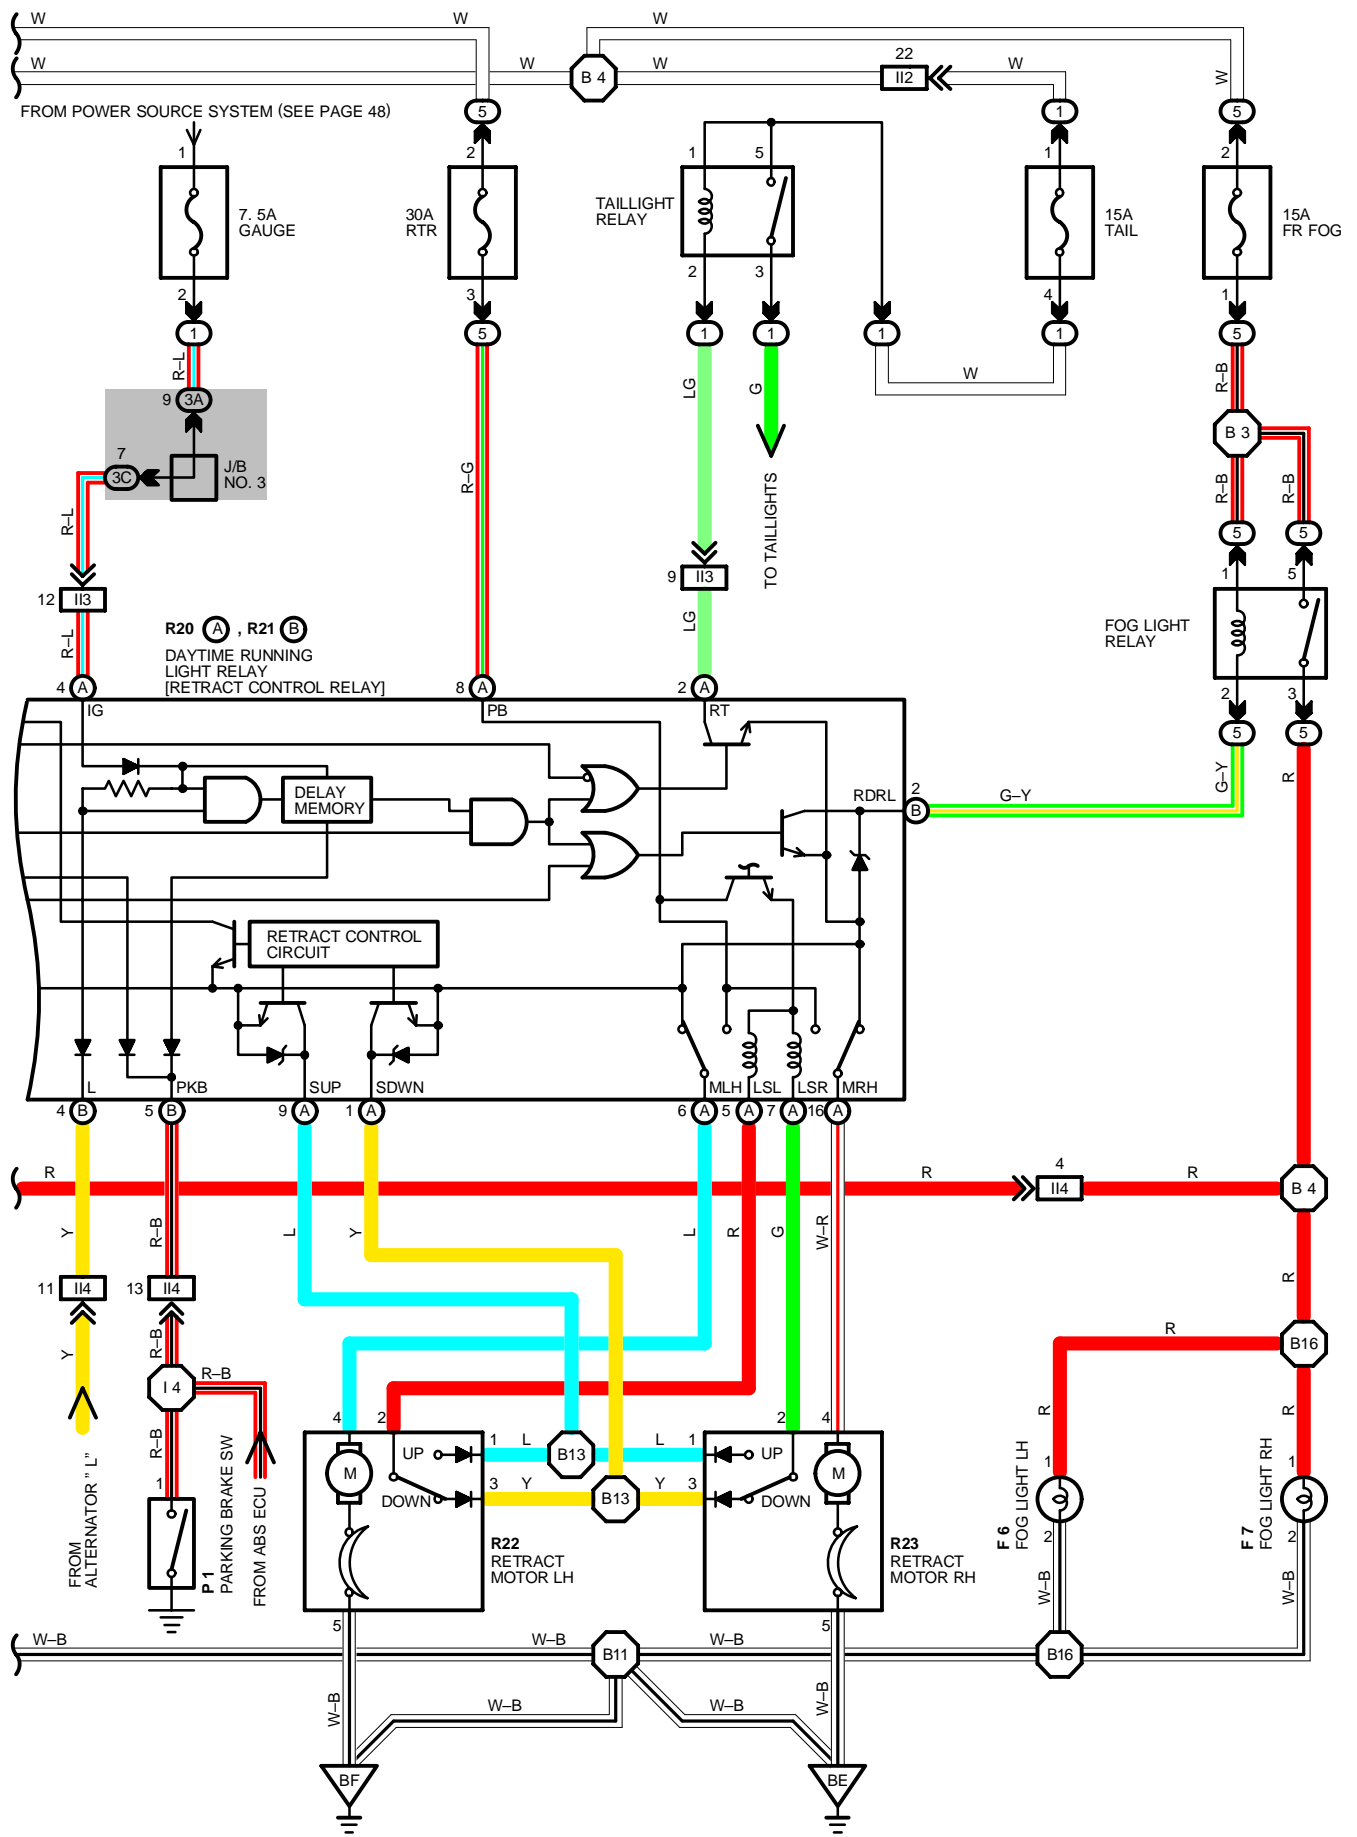 W
W
W
W
W
22
II2
W
W
B 4
FROM POWER SOURCE SYSTEM (SEE PAGE 48)
5
1
5
1
2
1
5
1
2
7. 5A
GAUGE
30A
RTR
TAILLIGHT
RELAY
15A
TAIL
15A
FR FOG
2
3
2
3
4
1
1
5
1
1
1
1
5
R–L
LG
G
W
R–B
9
3A
B 3
7
3C
J/B
NO. 3
R–G
R–B
R–B
TO TAILLIGHTS
5
5
R–L
1
5
12
II3
9
II3
FOG LIGHT
RELAY
R–L
LG
R20 A , R21 B
DAYTIME RUNNING
LIGHT RELAY
[RETRACT CONTROL RELAY]
2
3
4
A
8
A
2
A
5
5
IG
PB
RT
G–Y
R
DELAY
MEMORY
RDRL
2
B
G–Y
RETRACT CONTROL
CIRCUIT
L
PKB
SUP
SDWN
MLH
LSL
LSR
MRH
4
B
5
B
9
A
1
A
6
A
5
A
7
A
16
A
R
R
4
II4
R
B 4
Y
R–B
L
Y
L
R
G
W–R
11
II4
13
II4
R
Y
R–B
R
B16
I 4
R–B
R–B
R
R
4
2
2
4
1
UP
L
B13
L
1
UP
M
M
3
DOWN
Y
B13
Y
3
DOWN
1
1
1
FROM
ALTERNATOR " L"
P 1
PARKING BRAKE SW
FROM ABS ECU
R22
RETRACT
MOTOR LH
R23
RETRACT
MOTOR RH
F 6
FOG LIGHT LH
F 7
FOG LIGHT RH
2
2
W–B
W–B
5
5
W–B
W–B
B11
W–B
B16
W–B
W–B
W–B
W–B
BF
BE